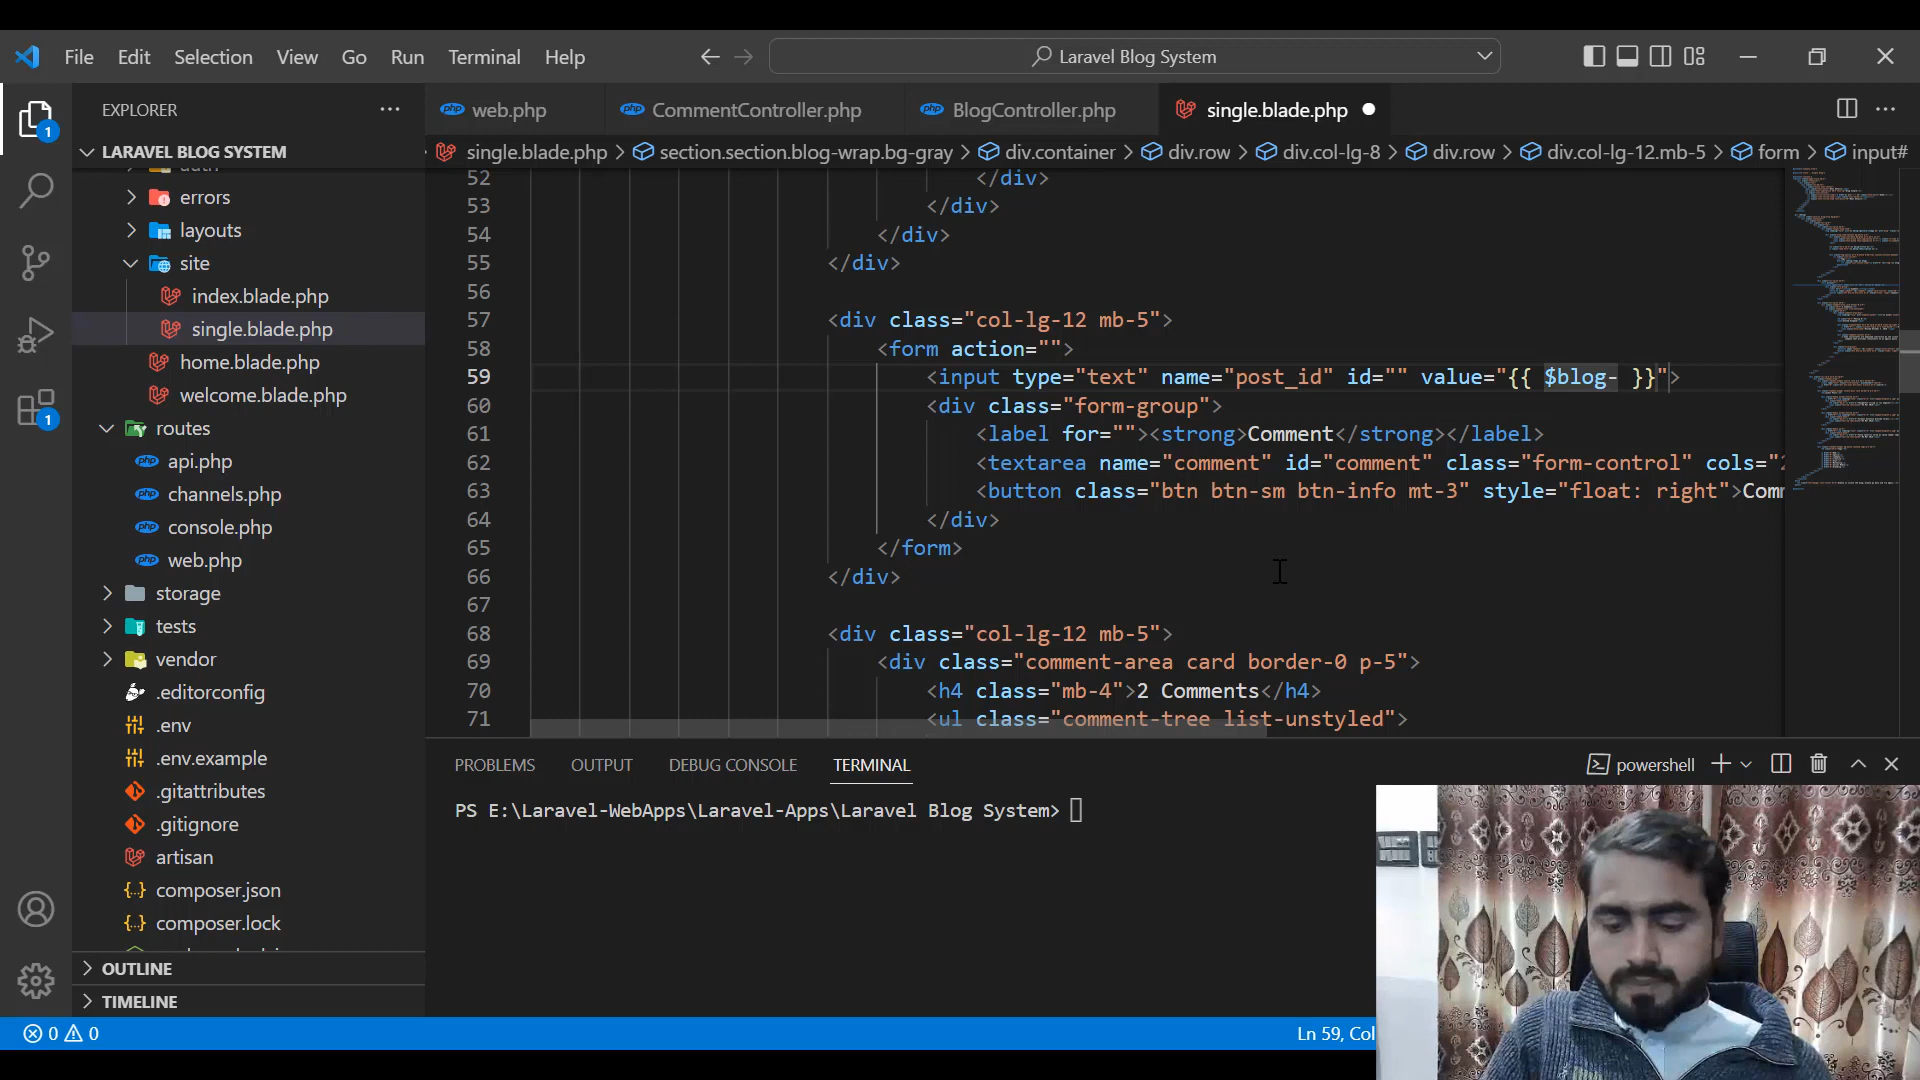 File Edit Selection View Go Run Terminal Help
Laravel Blog System
EXPLORER
web.php CommentController.php BlogController.php single.blade.php
LARAVEL BLOG SYSTEM
single.blade.php > section.section.blog-wrap.bg-gray > div.container > div.row > div.col-lg-8 > div.row > div.col-lg-12.mb-5 > form > input#
errors
layouts
site
index.blade.php
single.blade.php
home.blade.php
welcome.blade.php
routes
api.php
channels.php
console.php
web.php
storage
tests
vendor
.editorconfig
.env
.env.example
.gitattributes
.gitignore
artisan
composer.json
composer.lock
OUTLINE
TIMELINE
1
1
52 </div>
53 </div>
54 </div>
55 </div>
56
57 <div class="col-lg-12 mb-5">
58 <form action="">
59 <input type="text" name="post_id" id="" value="{{ $blog- }}">
60 <div class="form-group">
61 <label for=""><strong>Comment</strong></label>
62 <textarea name="comment" id="comment" class="form-control" cols="2
63 <button class="btn btn-sm btn-info mt-3" style="float: right">Comm
64 </div>
65 </form>
66 </div>
67
68 <div class="col-lg-12 mb-5">
69 <div class="comment-area card border-0 p-5">
70 <h4 class="mb-4">2 Comments</h4>
71 <ul class="comment-tree list-unstyled">
PROBLEMS OUTPUT DEBUG CONSOLE TERMINAL
powershell
PS E:\Laravel-WebApps\Laravel-Apps\Laravel Blog System>
0 0
Ln 59, Col